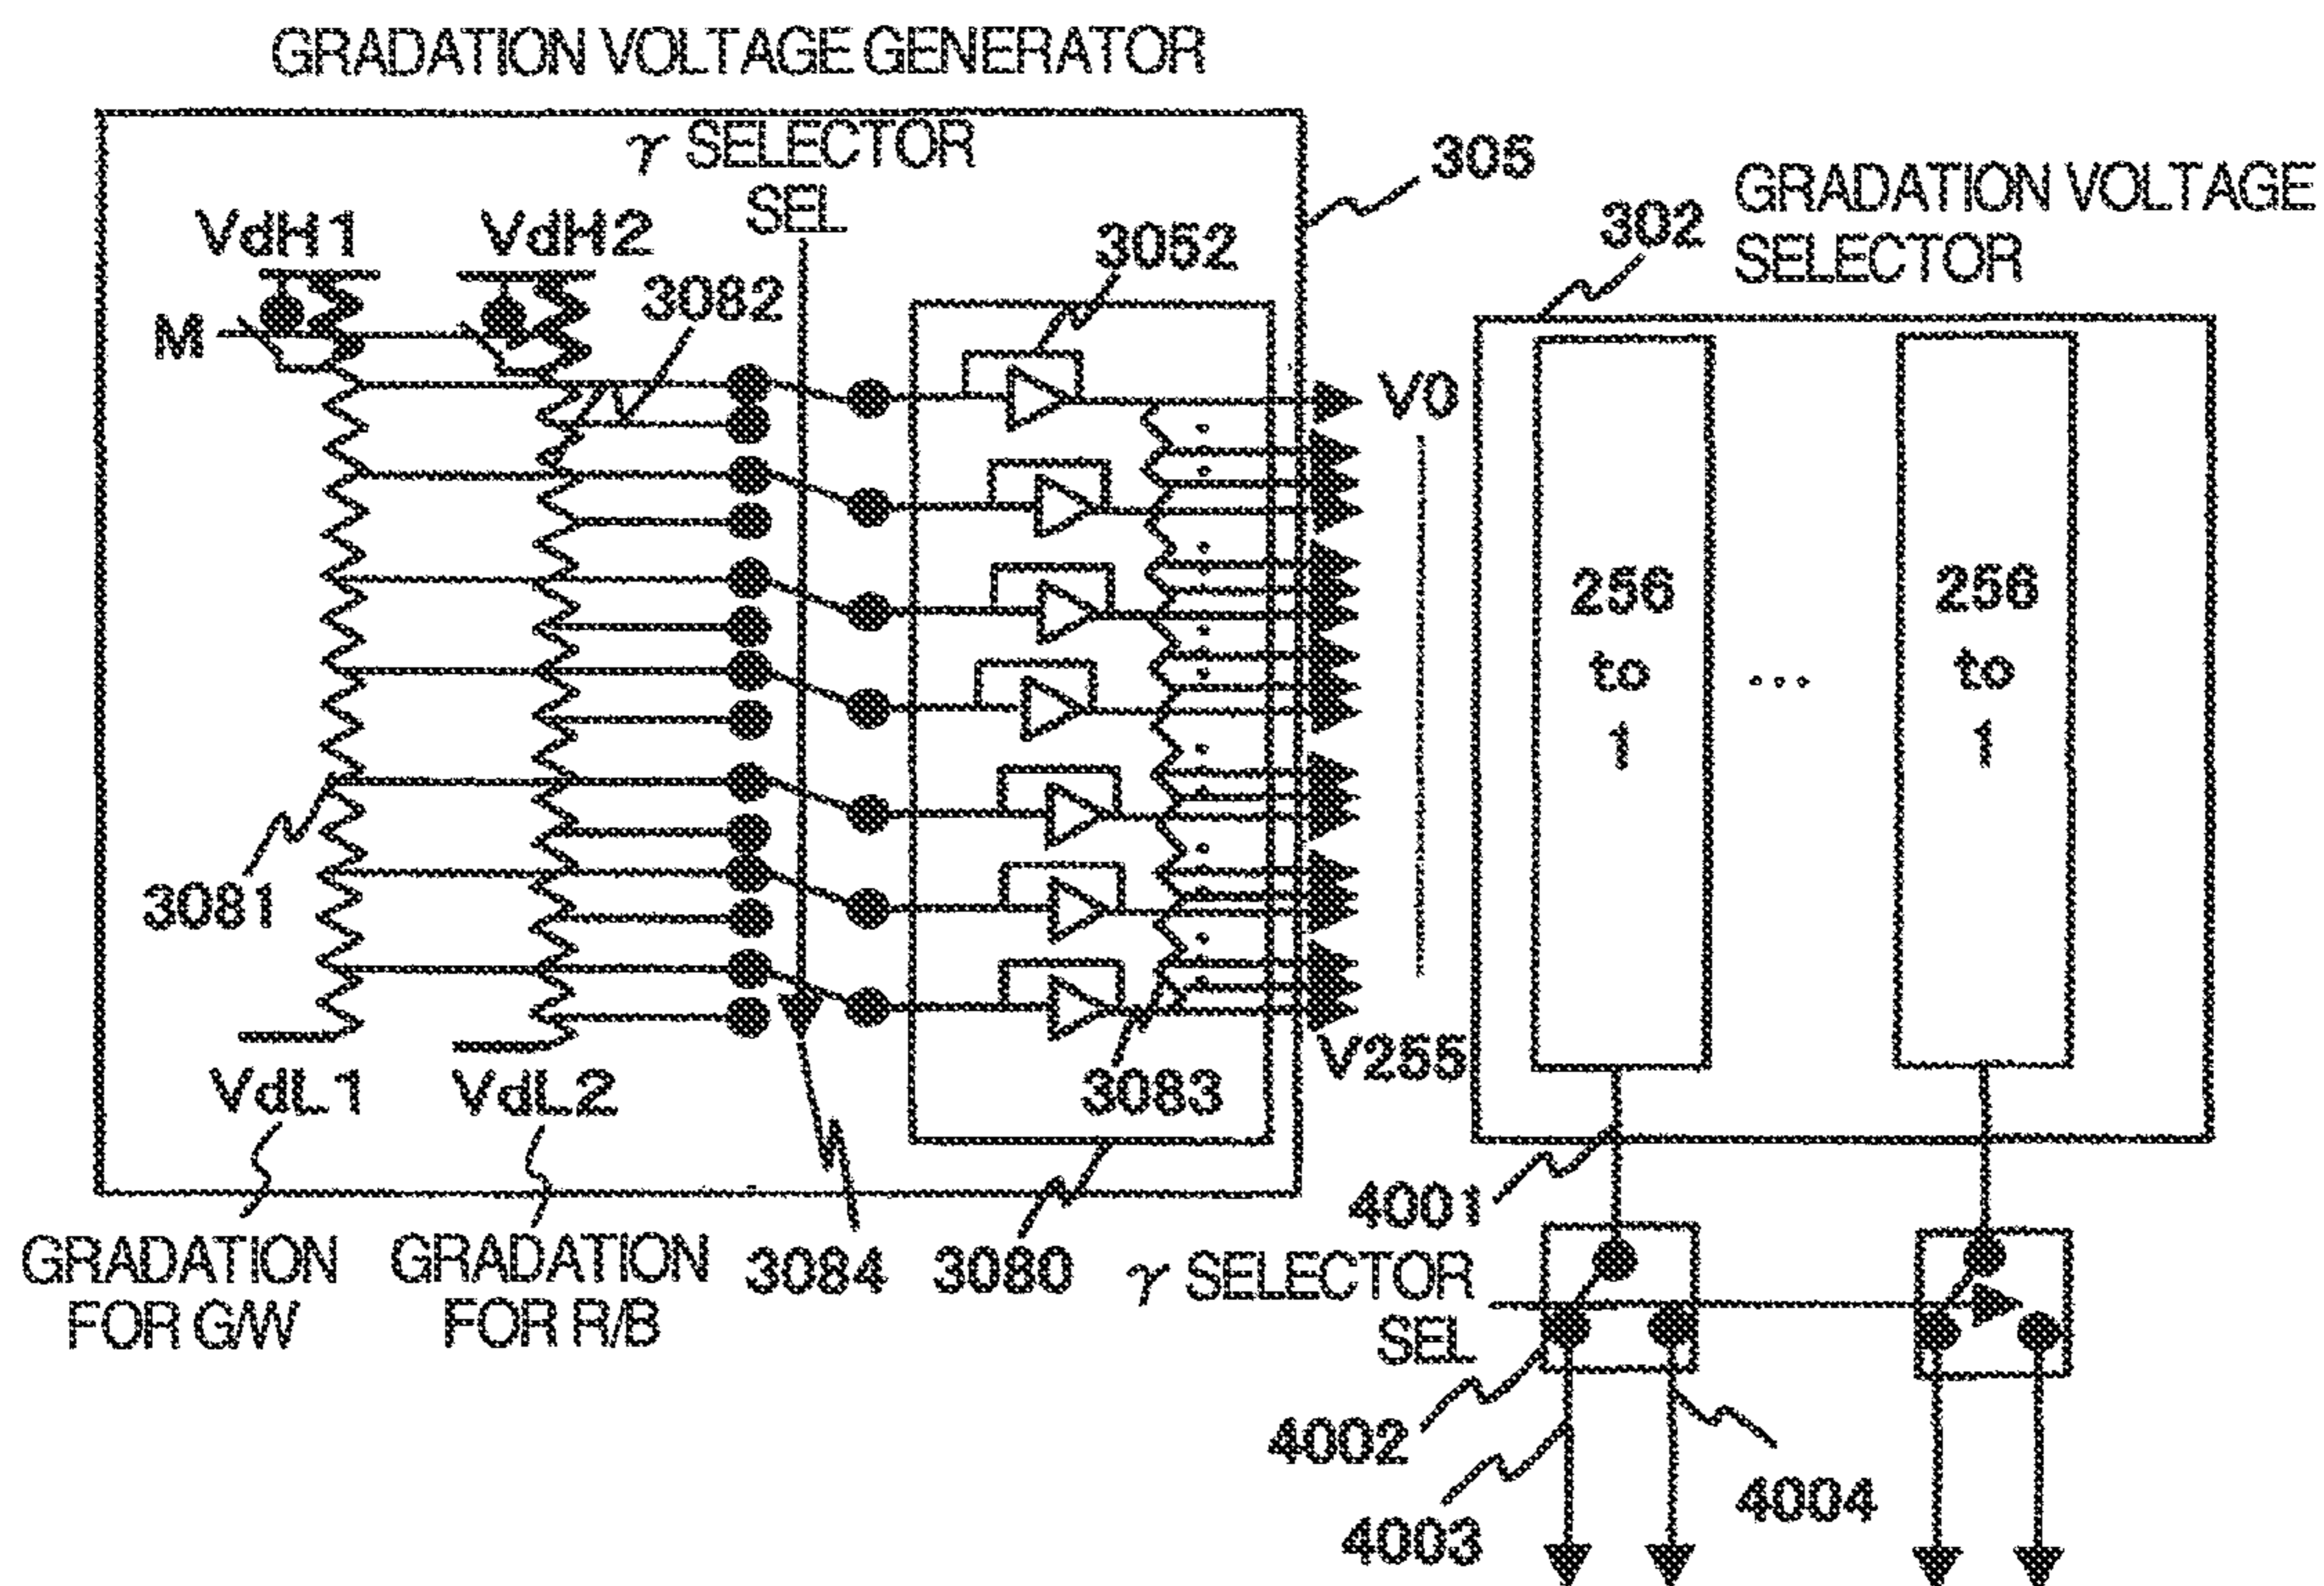 GRADATION VOLTAGE GENERATOR
γ SELECTOR
SEL
305
GRADATION VOLTAGE
SELECTOR
302
VdH1
VdH2
3082
3052
M
V0
256
to
1
...
256
to
1
3081
VdL1
VdL2
3083
V255
4001
GRADATION
FOR G/W
GRADATION
FOR R/B
3084
3080
γ SELECTOR
SEL
4002
4003
4004